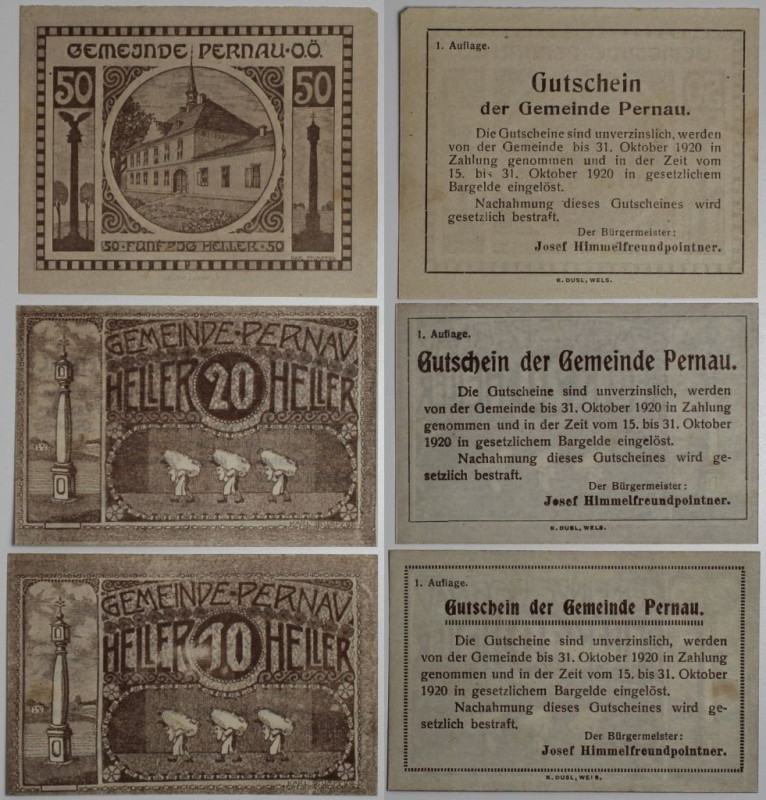 GEMEINDE PERNAU·O.Ö.
50 50
50·FÜNFZIG HELLER·50
1. Auflage.
Gutschein
der Gemeinde Pernau.
Die Gutscheine sind unverzinslich, werden
von der Gemeinde bis 31. Oktober 1920 in
Zahlung genommen und in der Zeit vom
15. bis 31. Oktober 1920 in gesetzlichem
Bargelde eingelöst.
Nachahmung dieses Gutscheines wird
gesetzlich bestraft.
Der Bürgermeister:
Josef Himmelfreundpointner.
K. DUSL, WELS.
GEMEINDE·PERNAU
HELLER 20 HELLER
1. Auflage.
Gutschein der Gemeinde Pernau.
Die Gutscheine sind unverzinslich, werden
von der Gemeinde bis 31. Oktober 1920 in Zahlung
genommen und in der Zeit vom 15. bis 31. Oktober
1920 in gesetzlichem Bargelde eingelöst.
Nachahmung dieses Gutscheines wird ge-
setzlich bestraft.
Der Bürgermeister:
Josef Himmelfreundpointner.
K. DUSL, WELS.
GEMEINDE·PERNAU
HELLER 10 HELLER
1. Auflage.
Gutschein der Gemeinde Pernau.
Die Gutscheine sind unverzinslich, werden
von der Gemeinde bis 31. Oktober 1920 in Zahlung
genommen und in der Zeit vom 15. bis 31. Oktober
1920 in gesetzlichem Bargelde eingelöst.
Nachahmung dieses Gutscheines wird ge-
setzlich bestraft.
Der Bürgermeister:
Josef Himmelfreundpointner.
K. DUSL, WELS.